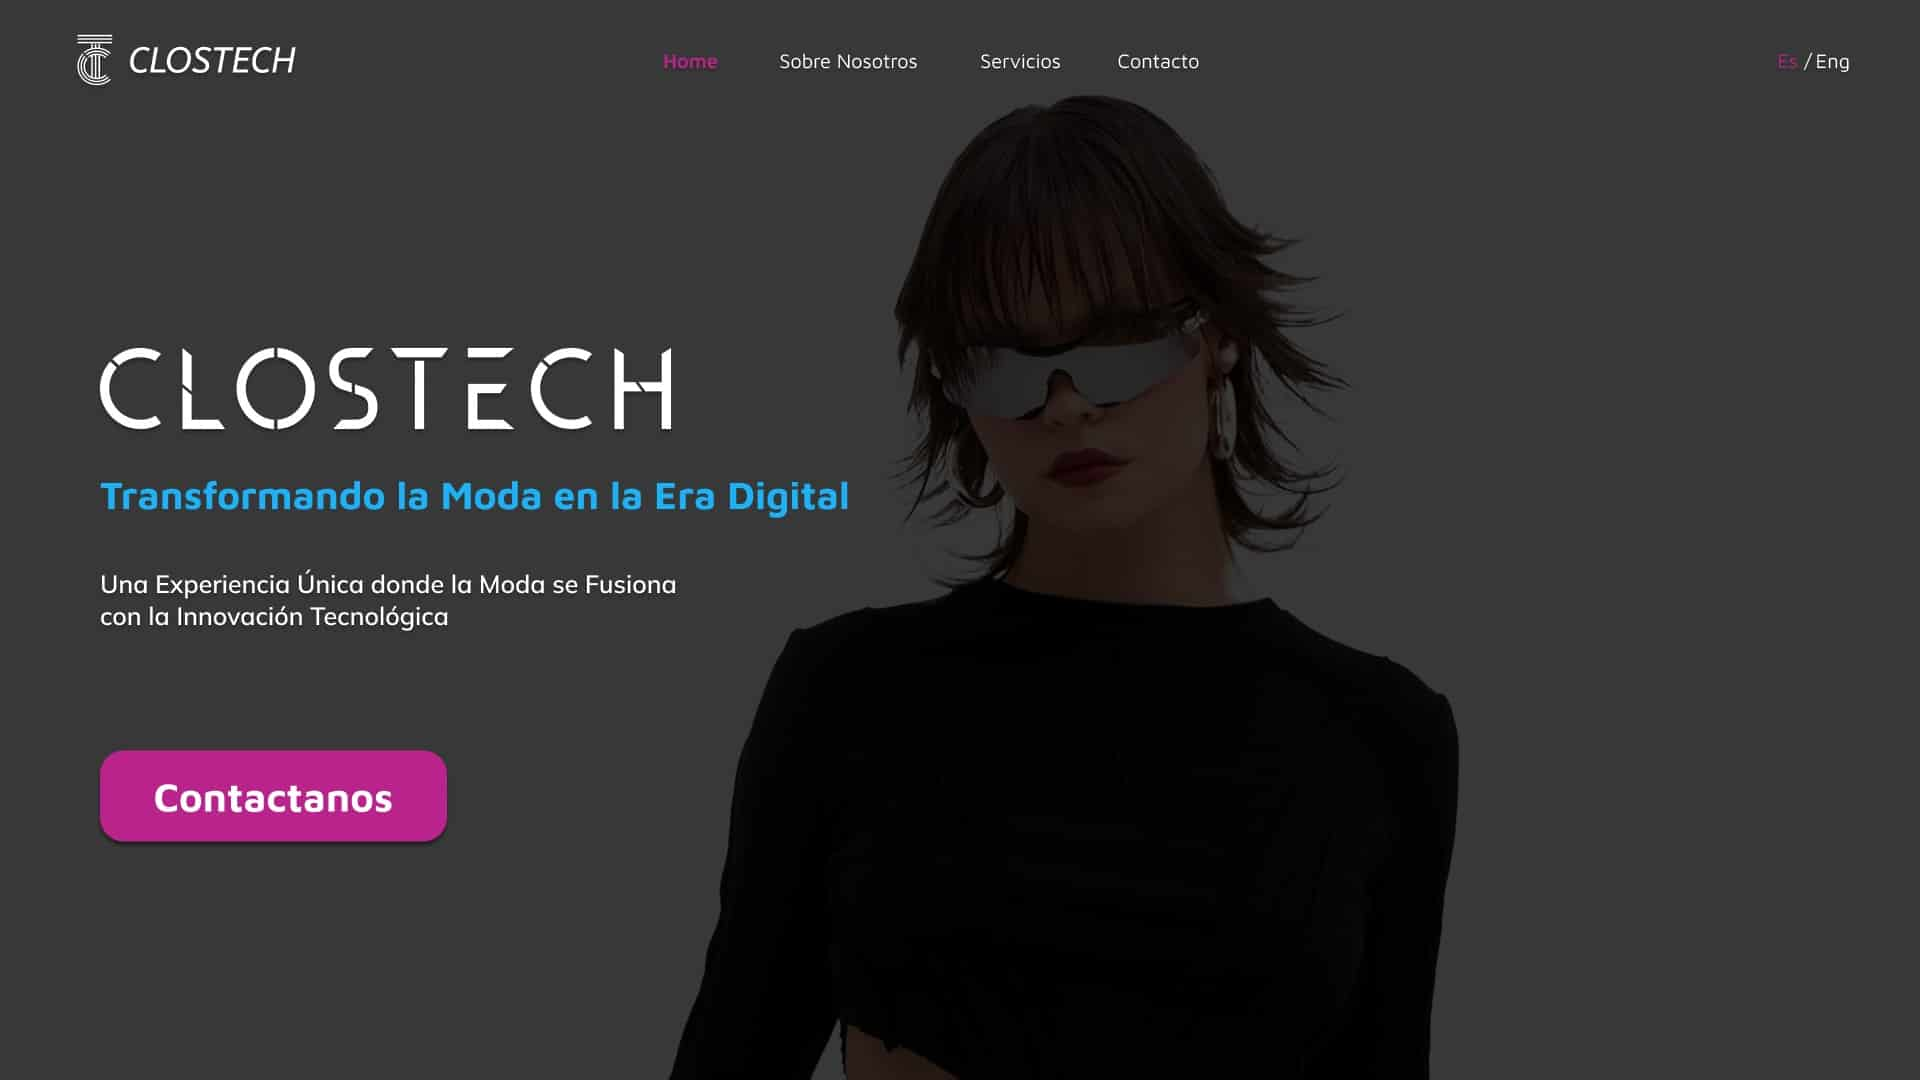 CLOSTECH
Home
Sobre Nosotros
Servicios
Contacto
Es / Eng
CLOSTECH
Transformando la Moda en la Era Digital
Una Experiencia Única donde la Moda se Fusiona
con la Innovación Tecnológica
Contactanos